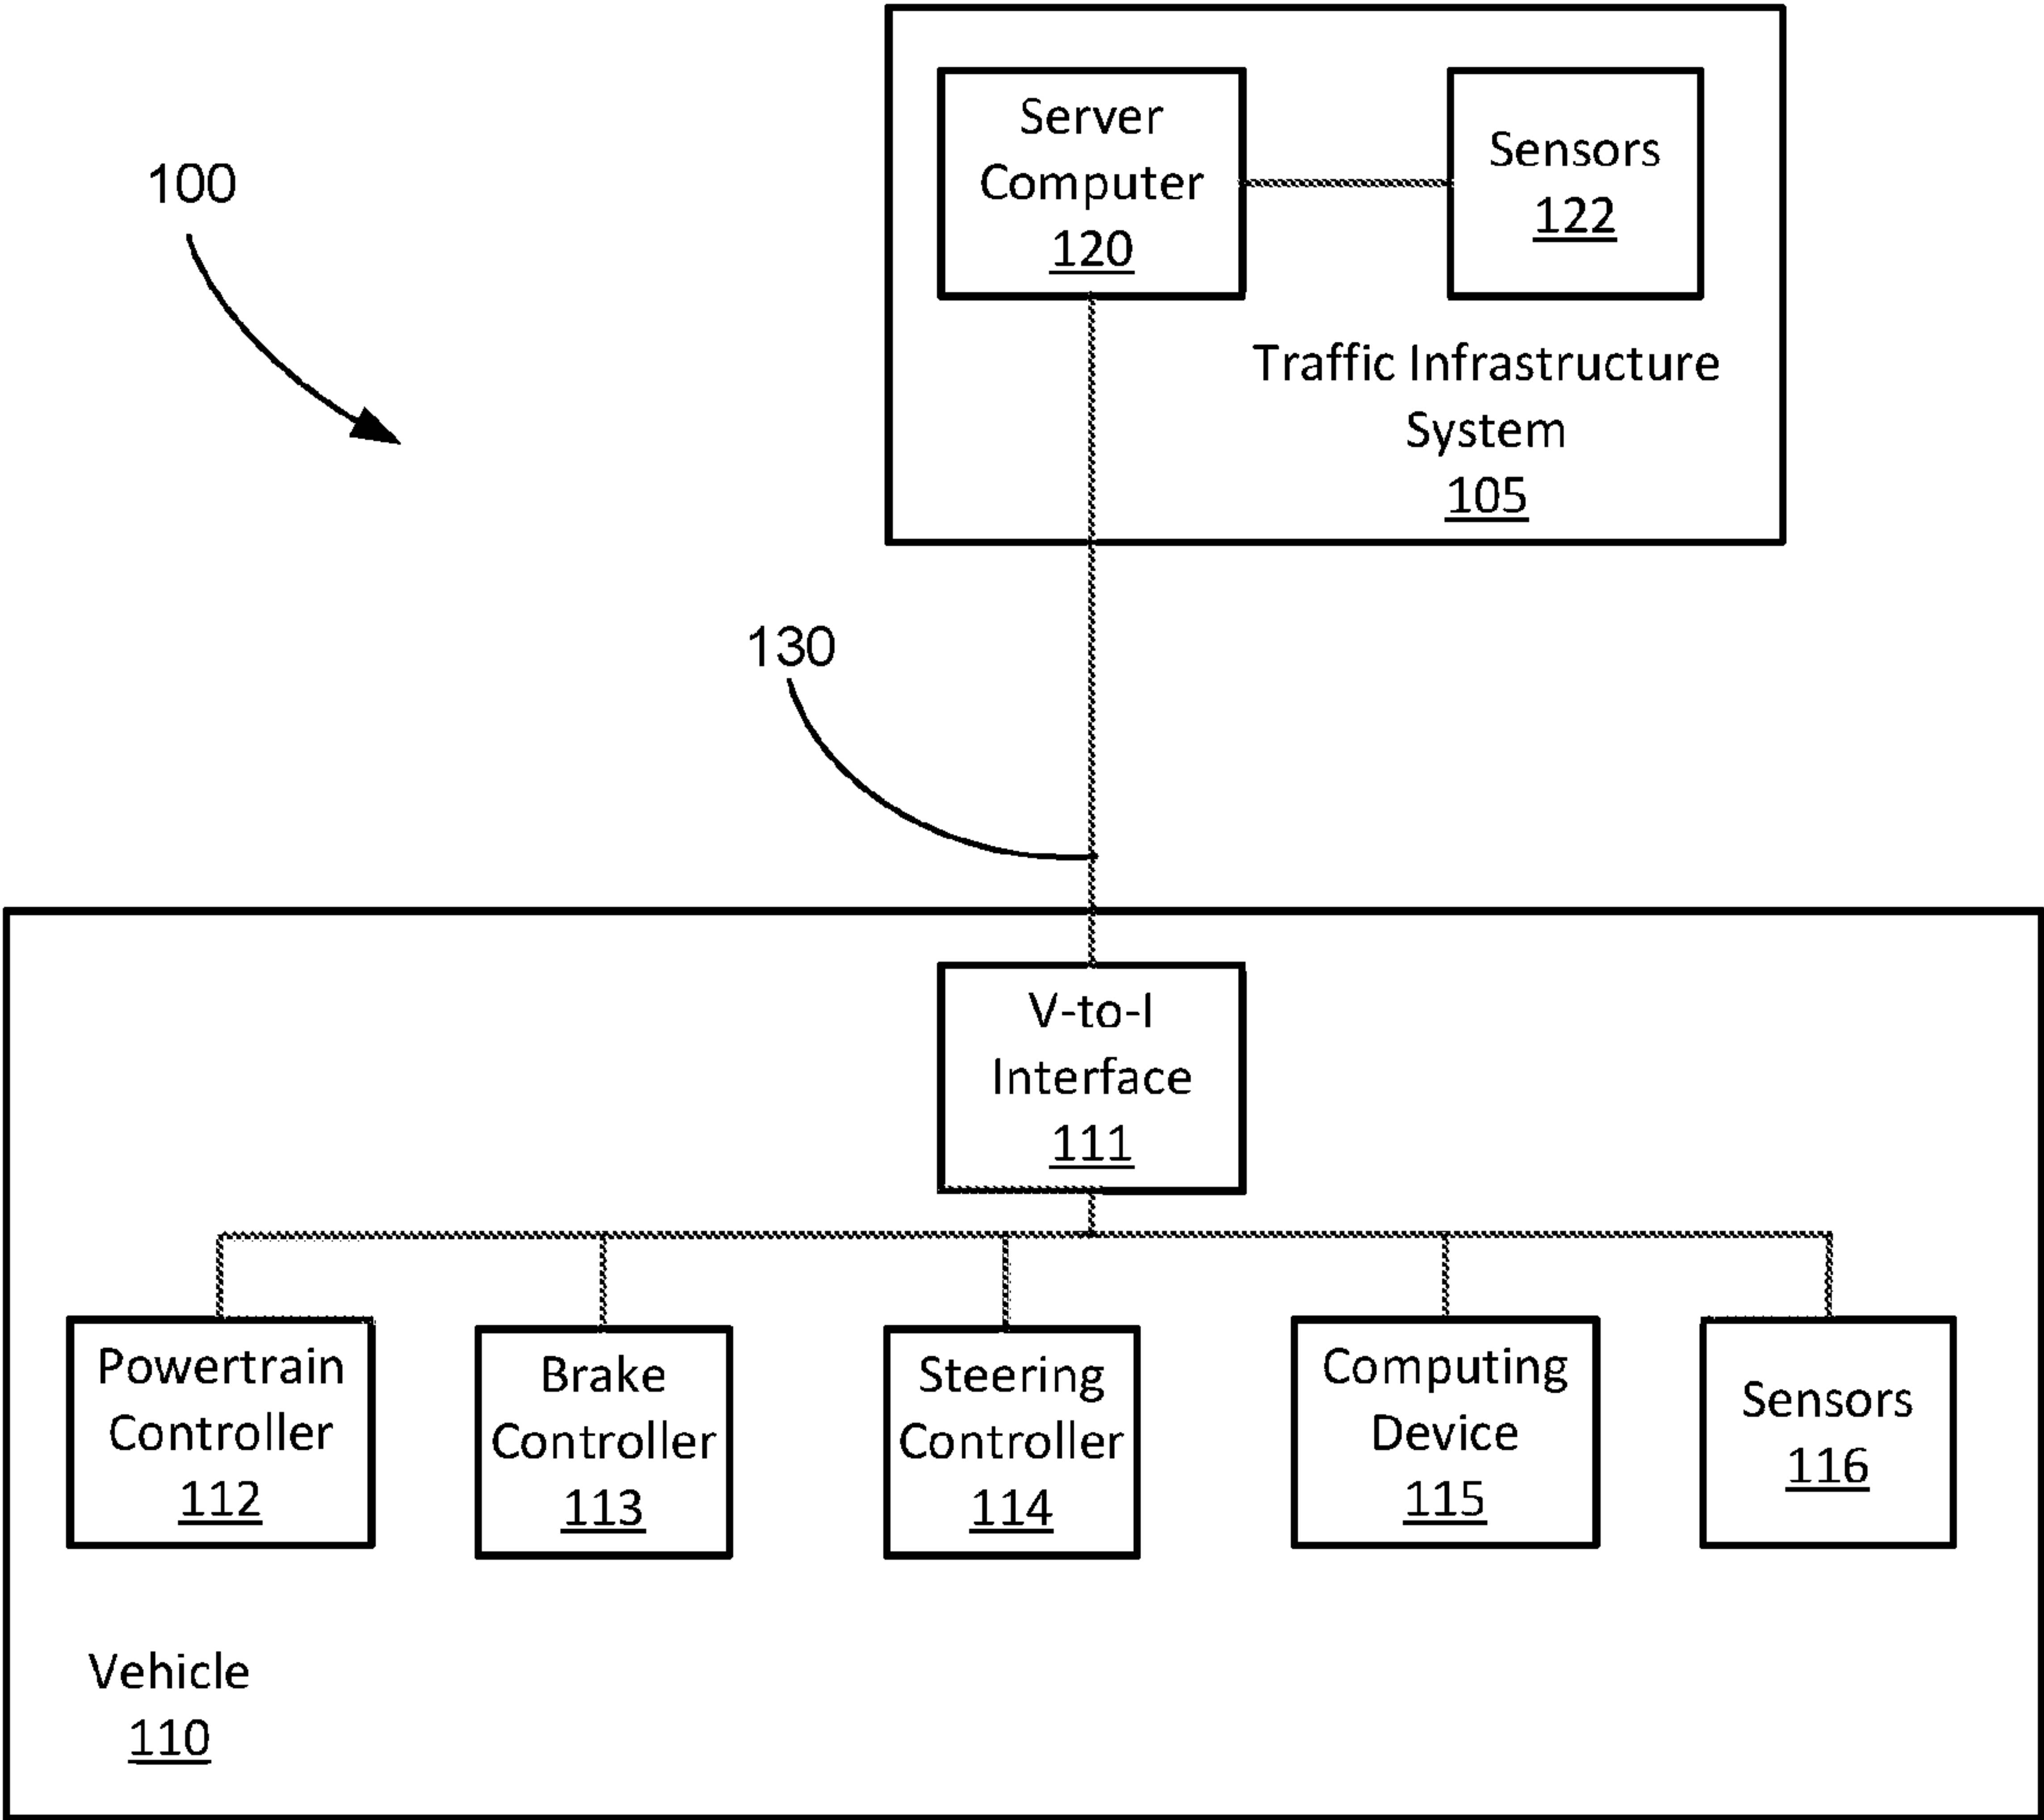 100
Server
Computer
120
Sensors
122
Traffic Infrastructure
System
105
130
V-to-I
Interface
111
Powertrain
Controller
112
Brake
Controller
113
Steering
Controller
114
Computing
Device
115
Sensors
116
Vehicle
110